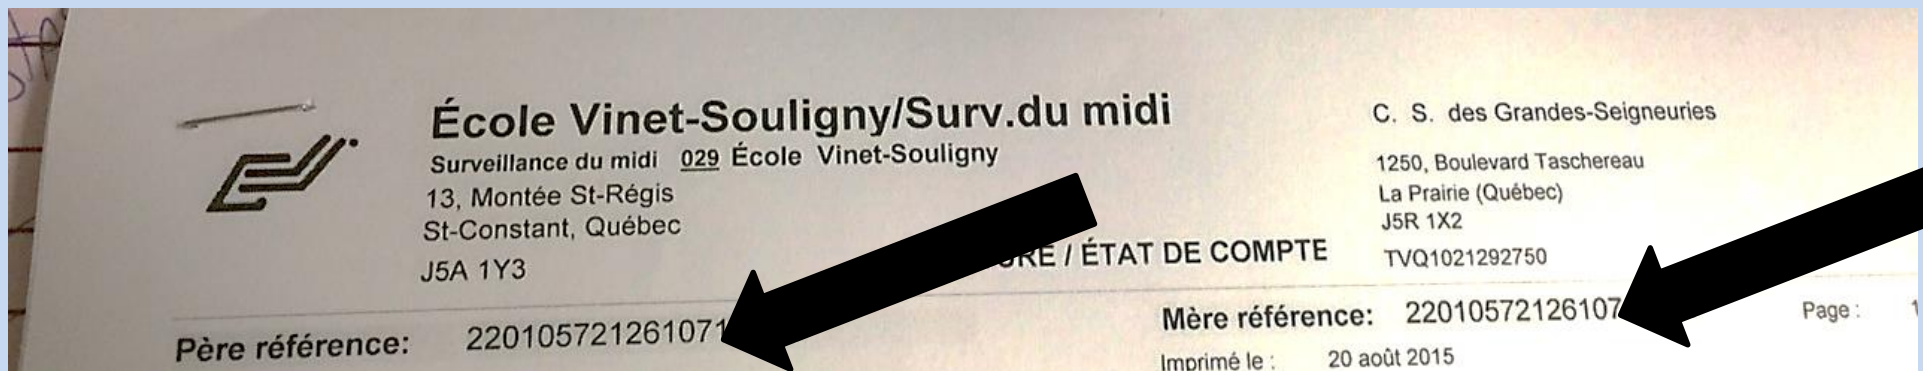 École Vinet-Souligny/Surv.du midi
Surveillance du midi 029 École Vinet-Souligny
13, Montée St-Régis
St-Constant, Québec
J5A 1Y3
C. S. des Grandes-Seigneuries
1250, Boulevard Taschereau
La Prairie (Québec)
J5R 1X2
TVQ1021292750
/ ÉTAT DE COMPTE
Père référence: 220105721261071
Mère référence: 22010572126107
Page : 1
Imprimé le : 20 août 2015